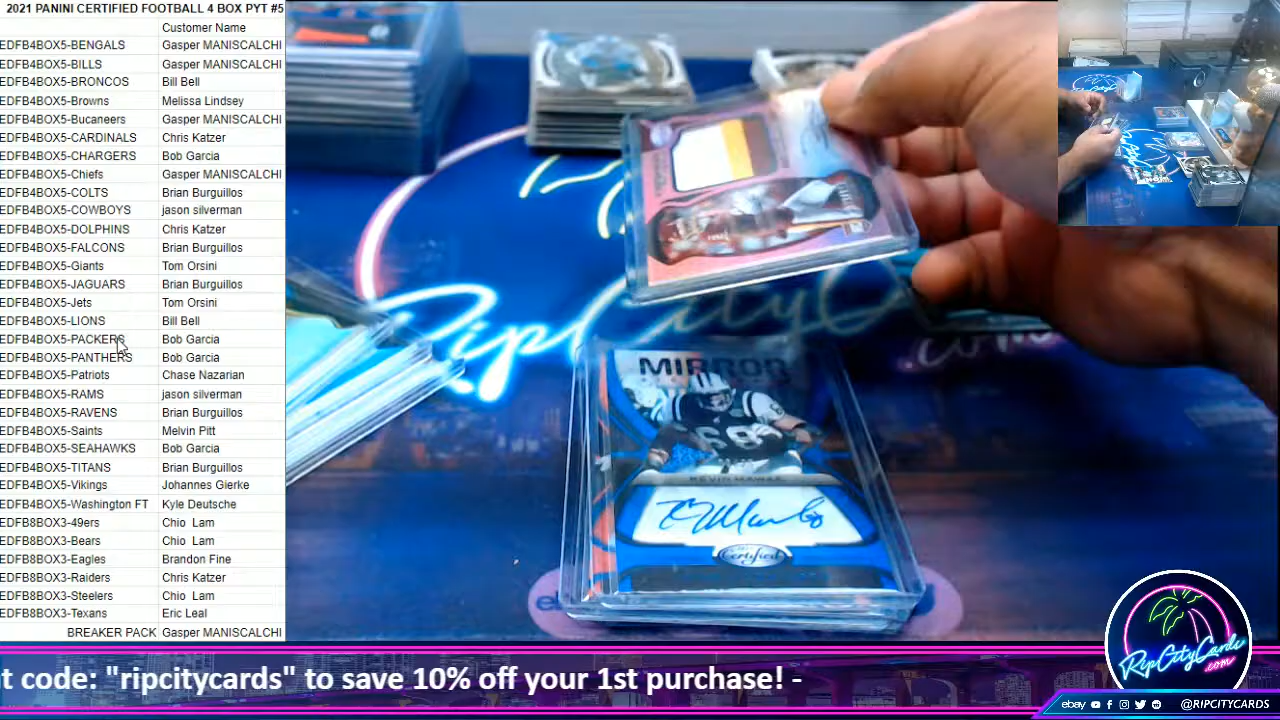 2021 PANINI CERTIFIED FOOTBALL 4 BOX PYT #5
Customer Name
EDFB4BOX5-BENGALS Gasper MANISCALCHI
EDFB4BOX5-BILLS Gasper MANISCALCHI
EDFB4BOX5-BRONCOS Bill Bell
EDFB4BOX5-Browns Melissa Lindsey
EDFB4BOX5-Bucaneers Gasper MANISCALCHI
EDFB4BOX5-CARDINALS Chris Katzer
EDFB4BOX5-CHARGERS Bob Garcia
EDFB4BOX5-Chiefs Gasper MANISCALCHI
EDFB4BOX5-COLTS Brian Burguillos
EDFB4BOX5-COWBOYS jason silverman
EDFB4BOX5-DOLPHINS Chris Katzer
EDFB4BOX5-FALCONS Brian Burguillos
EDFB4BOX5-Giants Tom Orsini
EDFB4BOX5-JAGUARS Brian Burguillos
EDFB4BOX5-Jets Tom Orsini
EDFB4BOX5-LIONS Bill Bell
EDFB4BOX5-PACKERS Bob Garcia
EDFB4BOX5-PANTHERS Bob Garcia
EDFB4BOX5-Patriots Chase Nazarian
EDFB4BOX5-RAMS jason silverman
EDFB4BOX5-RAVENS Brian Burguillos
EDFB4BOX5-Saints Melvin Pitt
EDFB4BOX5-SEAHAWKS Bob Garcia
EDFB4BOX5-TITANS Brian Burguillos
EDFB4BOX5-Vikings Johannes Gierke
EDFB4BOX5-Washington FT Kyle Deutsche
EDFB8BOX3-49ers Chio Lam
EDFB8BOX3-Bears Chio Lam
EDFB8BOX3-Eagles Brandon Fine
EDFB8BOX3-Raiders Chris Katzer
EDFB8BOX3-Steelers Chio Lam
EDFB8BOX3-Texans Eric Leal
BREAKER PACK Gasper MANISCALCHI
RipCityCa
.com
MIRROR
KEVIN MAWAE
Certified
t code: "ripcitycards" to save 10% off your 1st purchase! -
RipCityCards
.com
ebay @RIPCITYCARDS